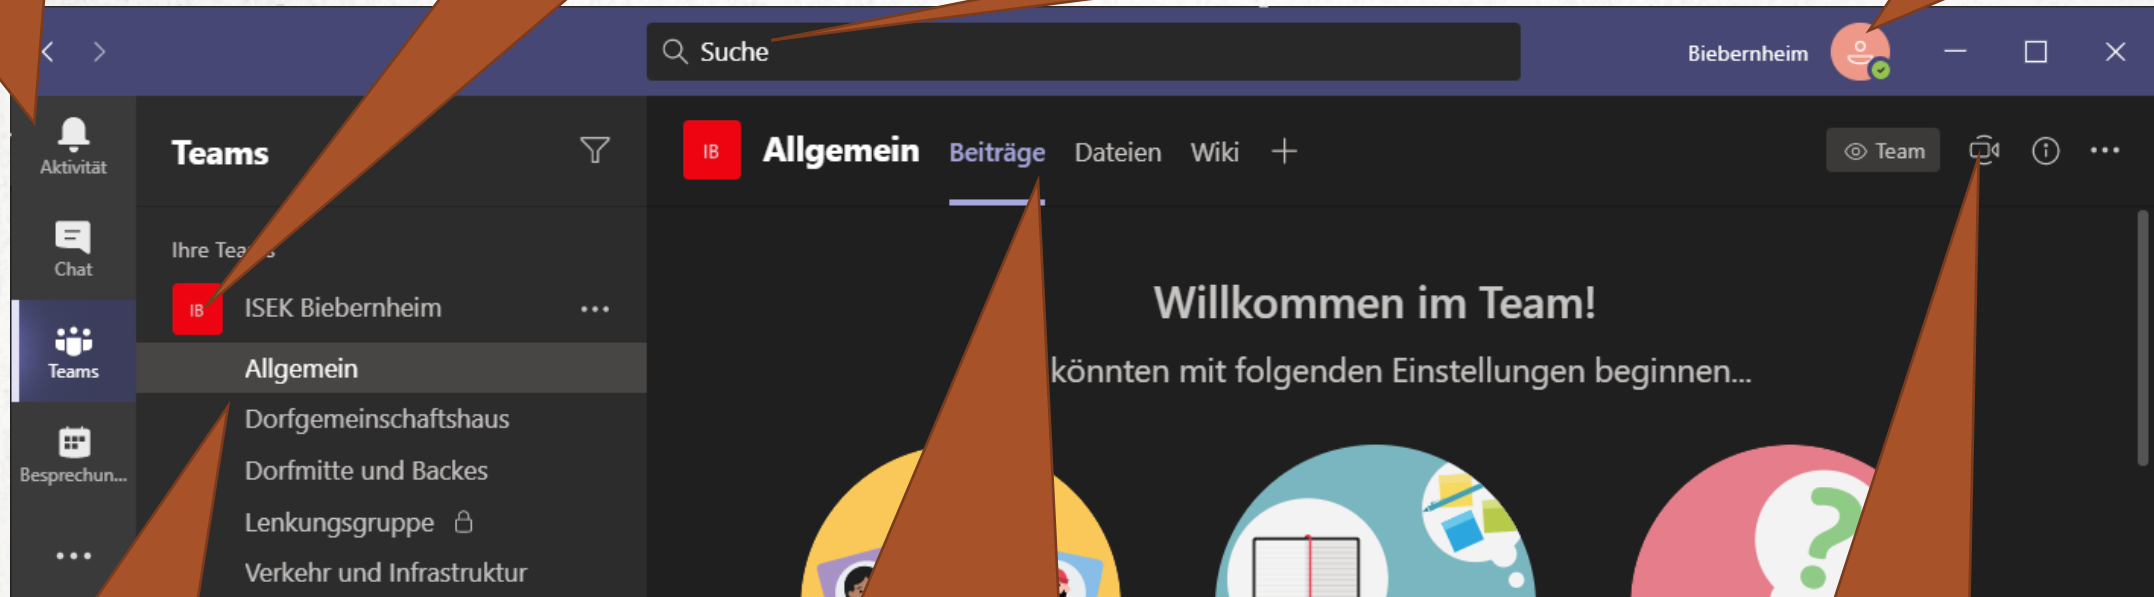 Suche
Biebernheim
Aktivität
Chat
Teams
Besprechun...
Teams
Ihre Teams
IB
ISEK Biebernheim
Allgemein
Dorfgemeinschaftshaus
Dorfmitte und Backes
Lenkungsgruppe
Verkehr und Infrastruktur
IB
Allgemein Beiträge Dateien Wiki
Team
Willkommen im Team!
könnten mit folgenden Einstellungen beginnen...